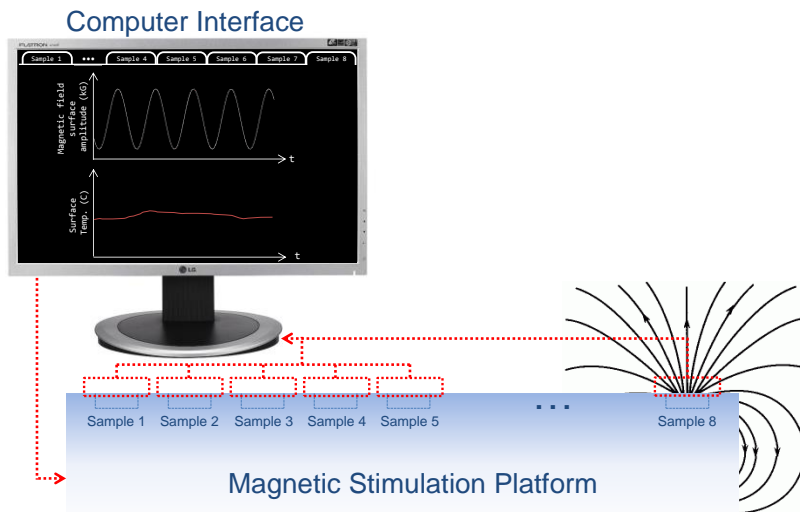 Computer Interface
FLATRON
Sample 1 ••• Sample 4 Sample 5 Sample 6 Sample 7 Sample 8
Magnetic field
surface
amplitude (kG)
t
Surface
Temp. (C)
t
LG
Sample 1 Sample 2 Sample 3 Sample 4 Sample 5 ... Sample 8
Magnetic Stimulation Platform